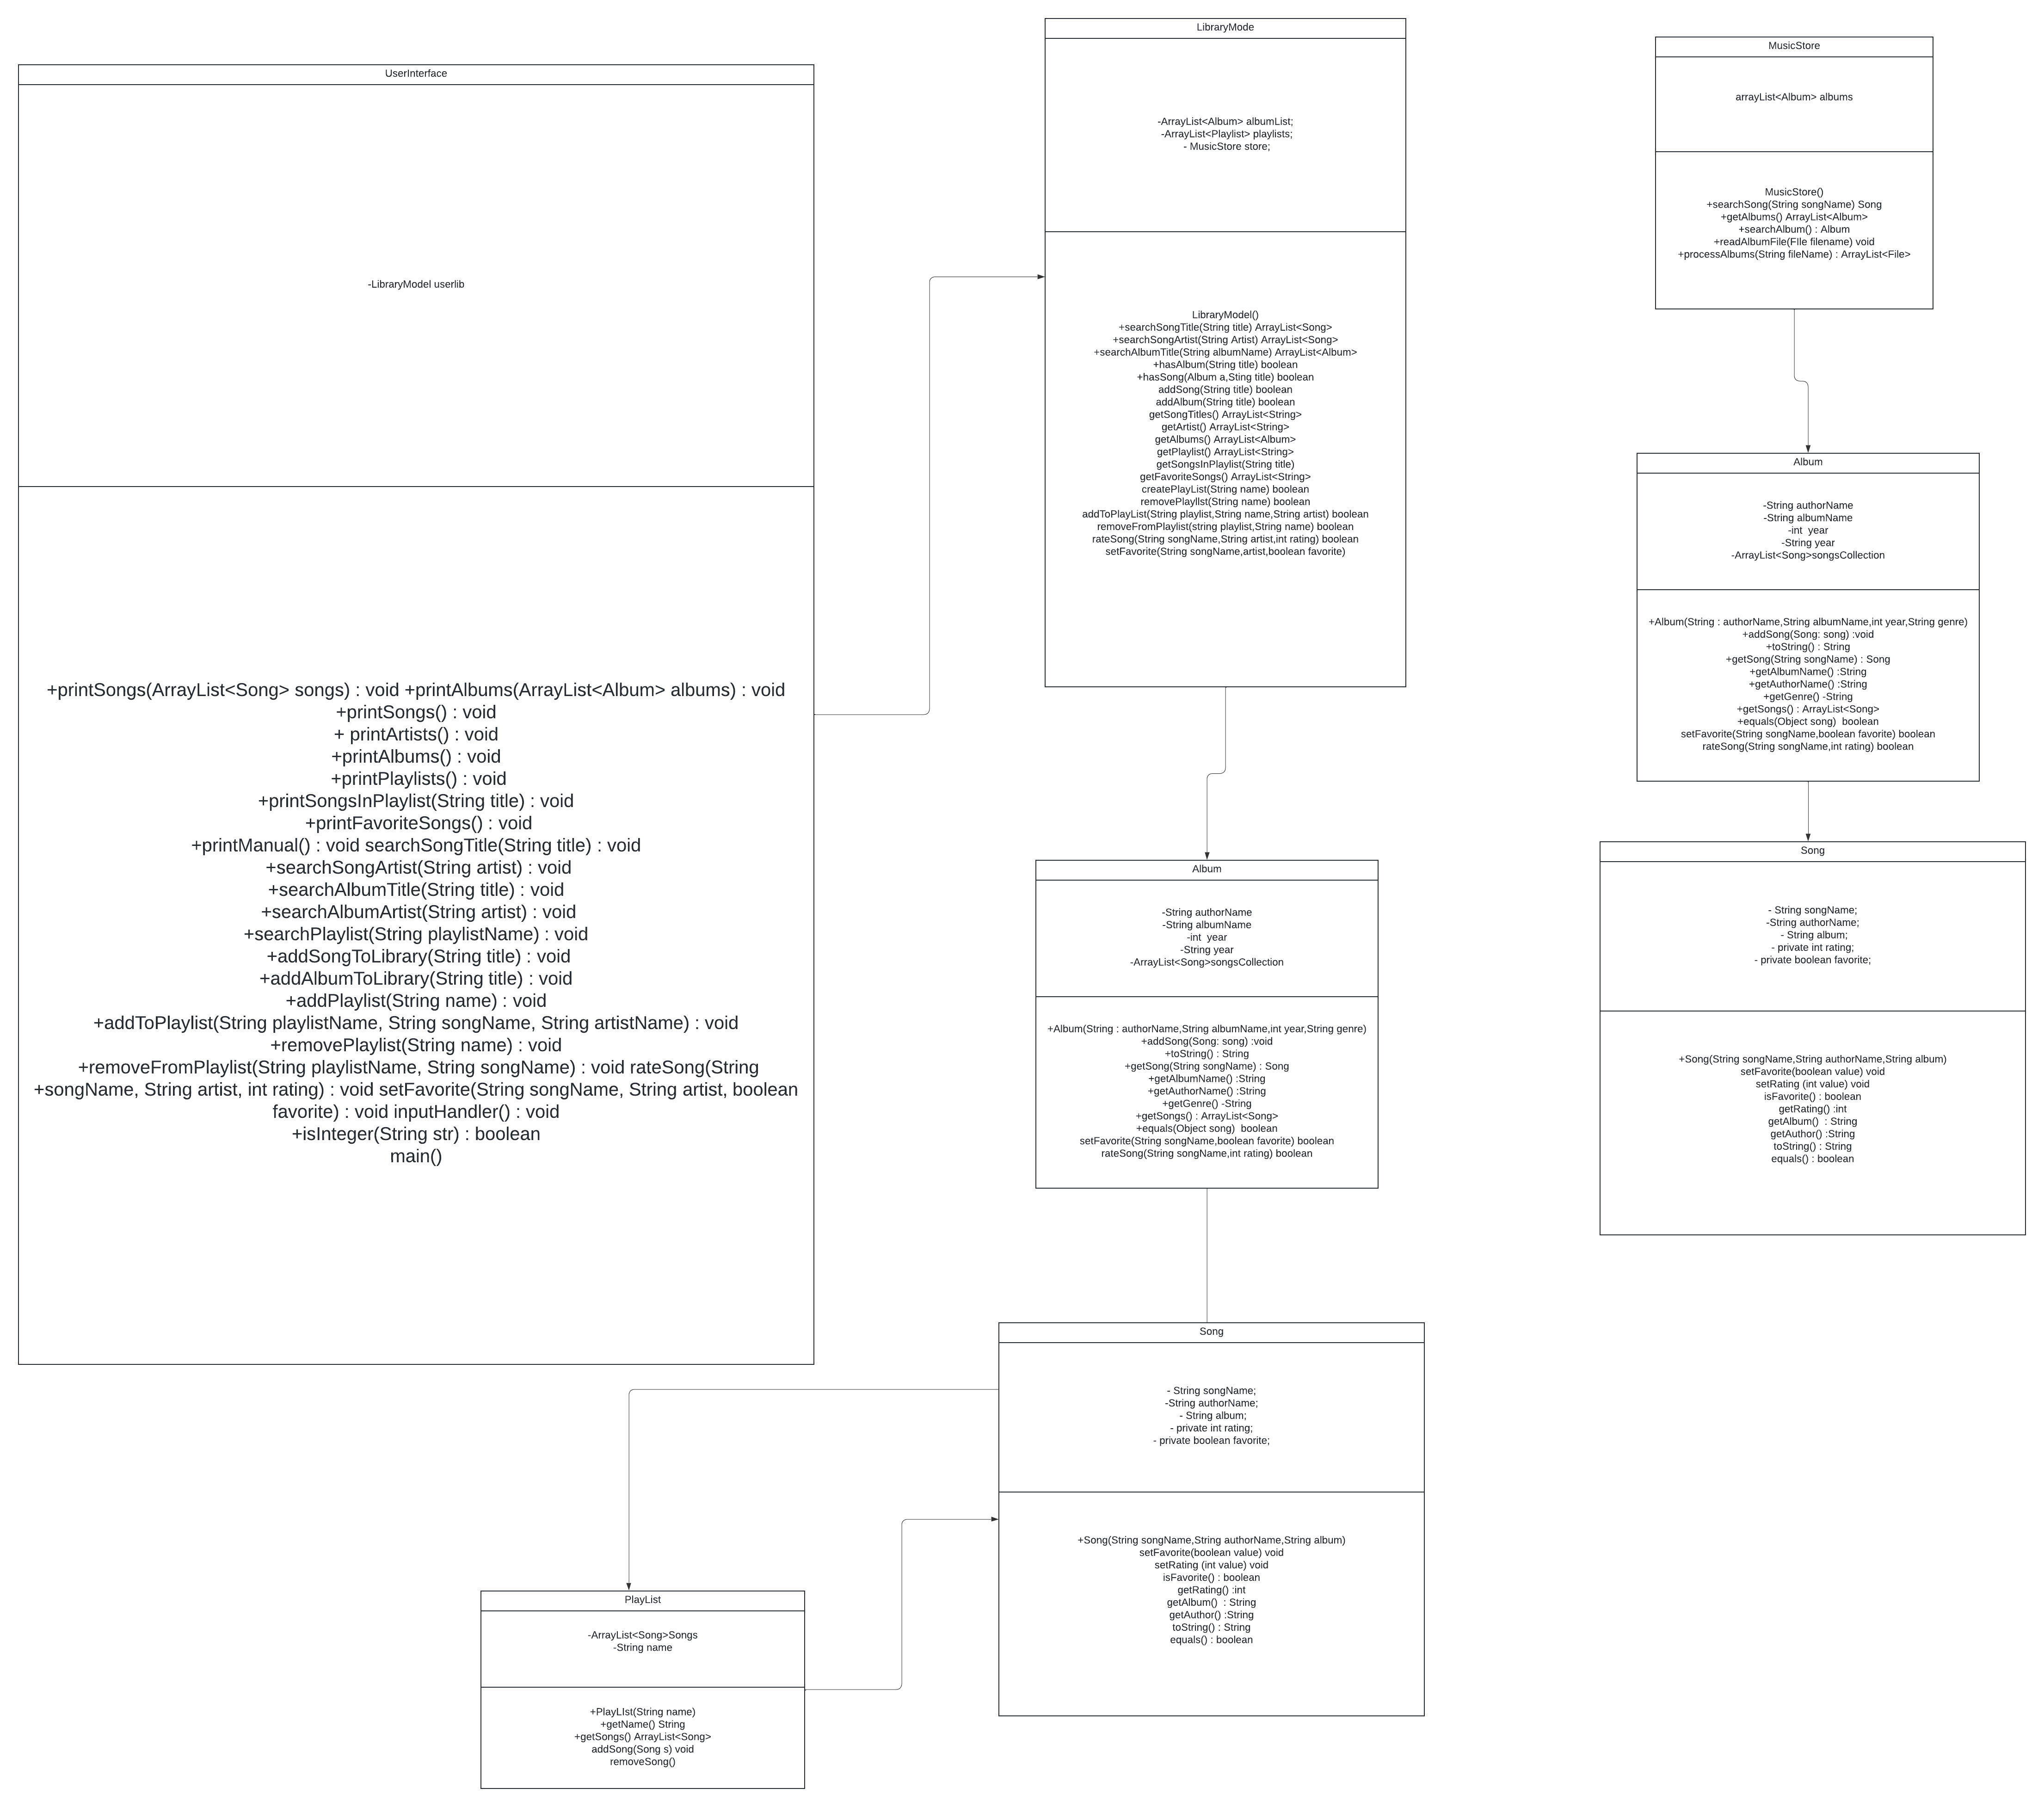 UserInterface
-LibraryModel userlib
+printSongs(ArrayList<Song> songs) : void +printAlbums(ArrayList<Album> albums) : void
+printSongs() : void
+ printArtists() : void
+printAlbums() : void
+printPlaylists() : void
+printSongsInPlaylist(String title) : void
+printFavoriteSongs() : void
+printManual() : void searchSongTitle(String title) : void
+searchSongArtist(String artist) : void
+searchAlbumTitle(String title) : void
+searchAlbumArtist(String artist) : void
+searchPlaylist(String playlistName) : void
+addSongToLibrary(String title) : void
+addAlbumToLibrary(String title) : void
+addPlaylist(String name) : void
+addToPlaylist(String playlistName, String songName, String artistName) : void
+removePlaylist(String name) : void
+removeFromPlaylist(String playlistName, String songName) : void rateSong(String
+songName, String artist, int rating) : void setFavorite(String songName, String artist, boolean
favorite) : void inputHandler() : void
+isInteger(String str) : boolean
main()
LibraryMode
-ArrayList<Album> albumList;
-ArrayList<Playlist> playlists;
- MusicStore store;
LibraryModel()
+searchSongTitle(String title) ArrayList<Song>
+searchSongArtist(String Artist) ArrayList<Song>
+searchAlbumTitle(String albumName) ArrayList<Album>
+hasAlbum(String title) boolean
+hasSong(Album a,Sting title) boolean
addSong(String title) boolean
addAlbum(String title) boolean
getSongTitles() ArrayList<String>
getArtist() ArrayList<String>
getAlbums() ArrayList<Album>
getPlaylist() ArrayList<String>
getSongsInPlaylist(String title)
getFavoriteSongs() ArrayList<String>
createPlayList(String name) boolean
removePlayllst(String name) boolean
addToPlayList(String playlist,String name,String artist) boolean
removeFromPlaylist(string playlist,String name) boolean
rateSong(String songName,String artist,int rating) boolean
setFavorite(String songName,artist,boolean favorite)
MusicStore
arrayList<Album> albums
MusicStore()
+searchSong(String songName) Song
+getAlbums() ArrayList<Album>
+searchAlbum() : Album
+readAlbumFile(FIle filename) void
+processAlbums(String fileName) : ArrayList<File>
Album
-String authorName
-String albumName
-int  year
-String year
-ArrayList<Song>songsCollection
+Album(String : authorName,String albumName,int year,String genre)
+addSong(Song: song) :void
+toString() : String
+getSong(String songName) : Song
+getAlbumName() :String
+getAuthorName() :String
+getGenre() -String
+getSongs() : ArrayList<Song>
+equals(Object song)  boolean
setFavorite(String songName,boolean favorite) boolean
rateSong(String songName,int rating) boolean
Song
- String songName;
-String authorName;
- String album;
- private int rating;
- private boolean favorite;
+Song(String songName,String authorName,String album)
setFavorite(boolean value) void
setRating (int value) void
isFavorite() : boolean
getRating() :int
getAlbum()  : String
getAuthor() :String
toString() : String
equals() : boolean
Album
-String authorName
-String albumName
-int  year
-String year
-ArrayList<Song>songsCollection
+Album(String : authorName,String albumName,int year,String genre)
+addSong(Song: song) :void
+toString() : String
+getSong(String songName) : Song
+getAlbumName() :String
+getAuthorName() :String
+getGenre() -String
+getSongs() : ArrayList<Song>
+equals(Object song)  boolean
setFavorite(String songName,boolean favorite) boolean
rateSong(String songName,int rating) boolean
Song
- String songName;
-String authorName;
- String album;
- private int rating;
- private boolean favorite;
+Song(String songName,String authorName,String album)
setFavorite(boolean value) void
setRating (int value) void
isFavorite() : boolean
getRating() :int
getAlbum()  : String
getAuthor() :String
toString() : String
equals() : boolean
PlayList
-ArrayList<Song>Songs
-String name
+PlayLIst(String name)
+getName() String
+getSongs() ArrayList<Song>
addSong(Song s) void
removeSong()